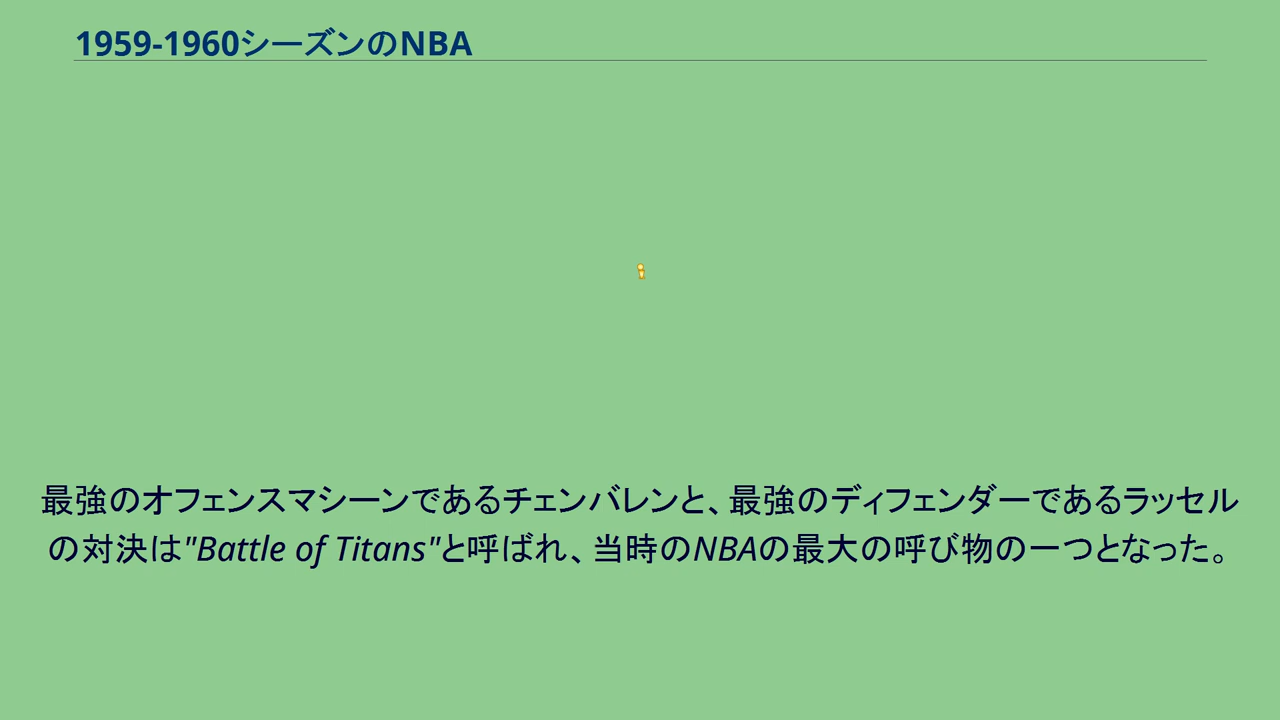 1959-1960シーズンのNBA
最強のオフェンスマシーンであるチェンバレンと、最強のディフェンダーであるラッセル
の対決は"Battle of Titans"と呼ばれ、当時のNBAの最大の呼び物の一つとなった。